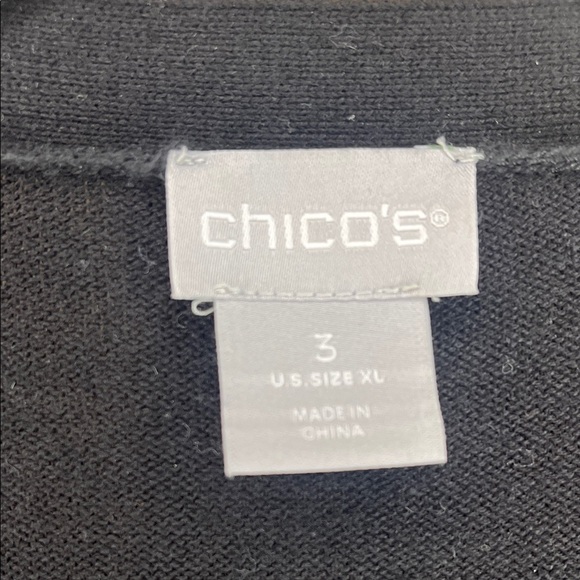 chico's®
3
U.S. SIZE XL
MADE IN
CHINA